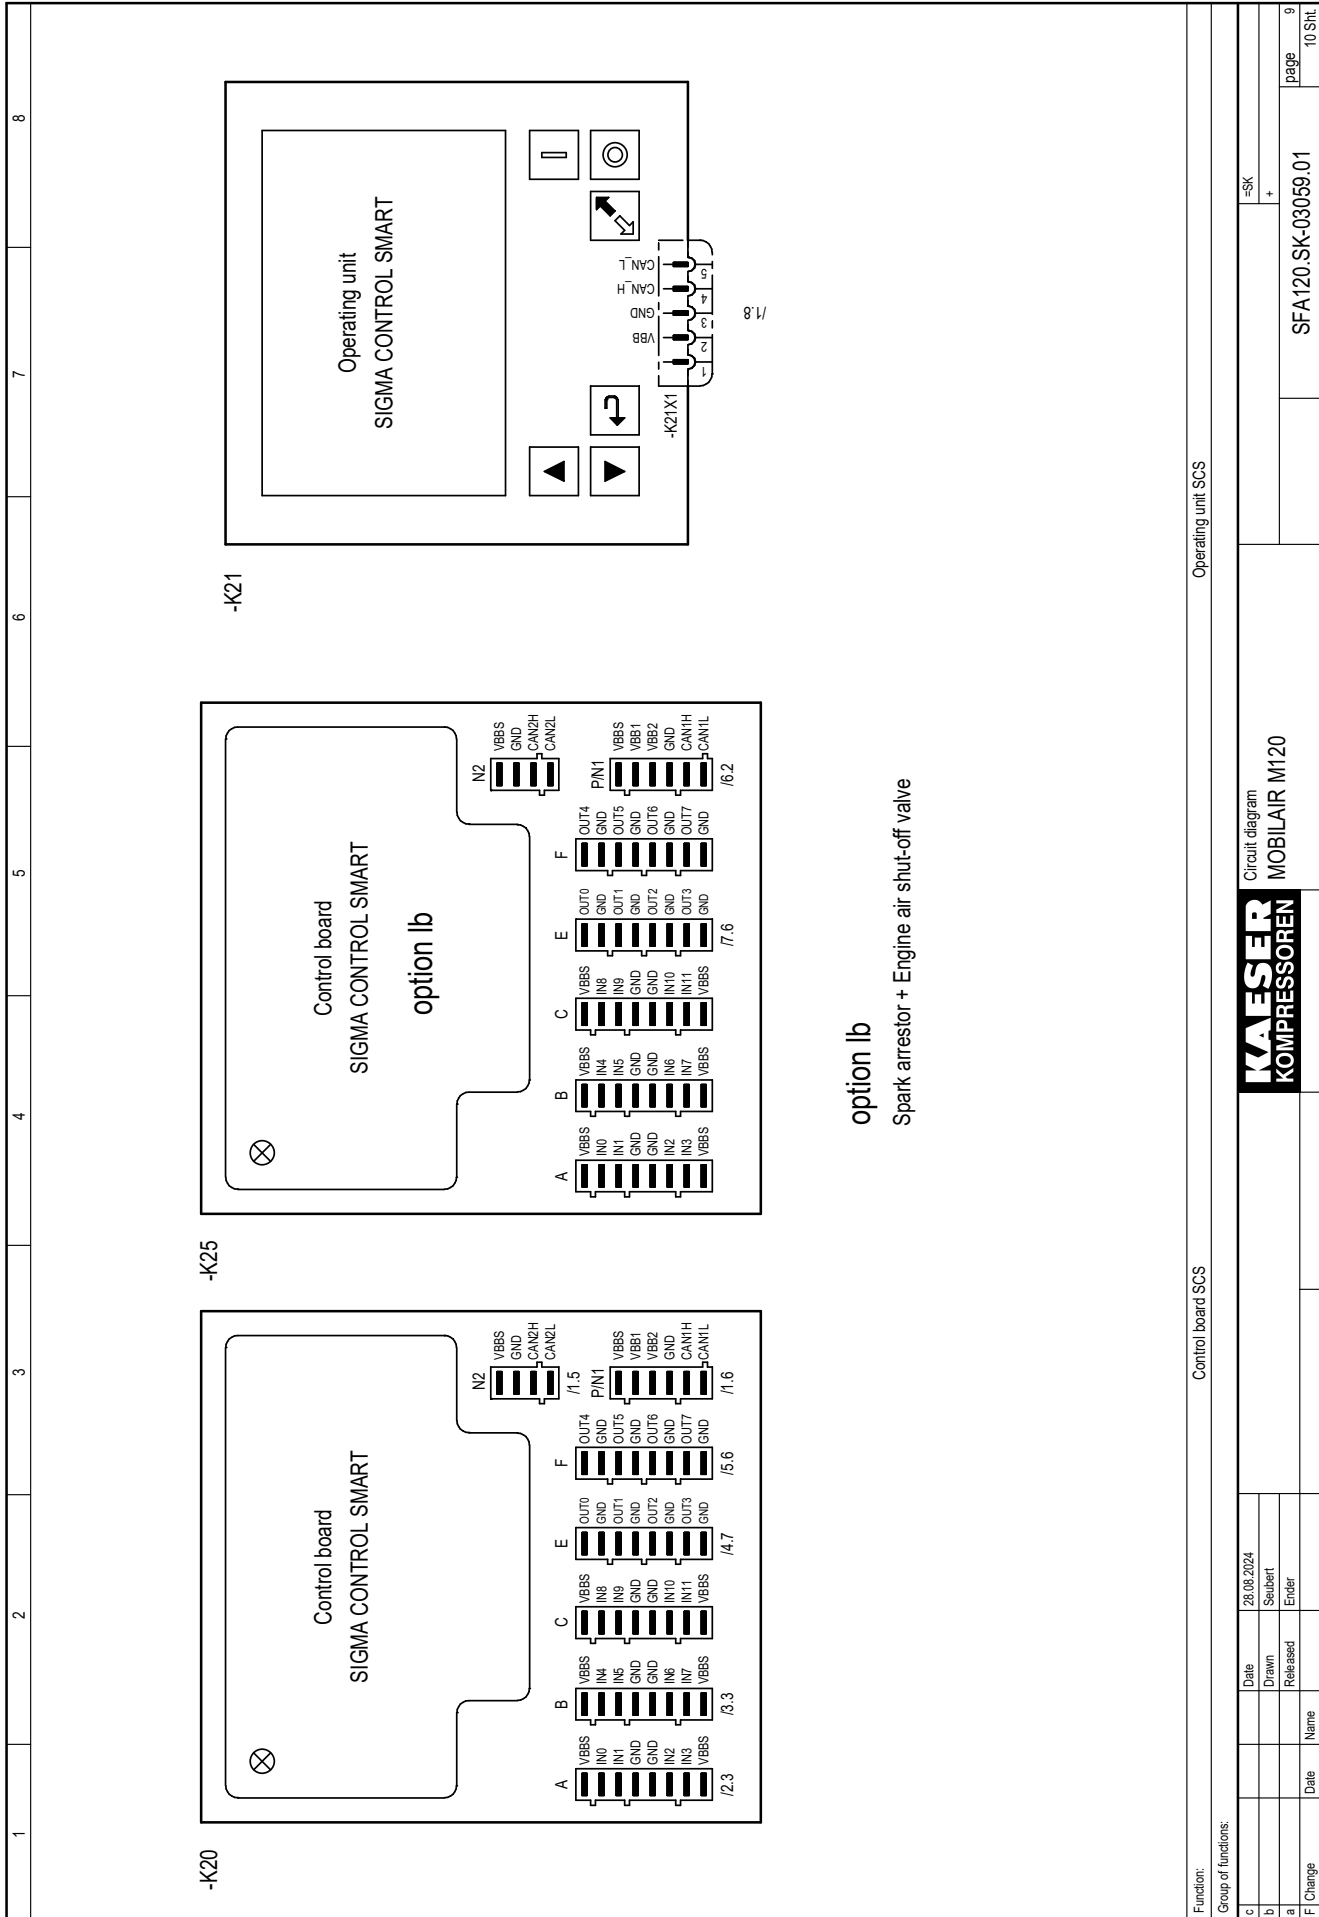 1 2 3 4 5 6 7 8
-K20
Control board
SIGMA CONTROL SMART
N2
VBBS
GND
CAN2H
CAN2L
/1.5
A
VBBS
IN0
IN1
GND
GND
IN2
IN3
VBBS
/2.3
B
VBBS
IN4
IN5
GND
GND
IN6
IN7
VBBS
/3.3
C
VBBS
IN8
IN9
GND
GND
IN10
IN11
VBBS
E
OUT0
GND
OUT1
GND
OUT2
GND
OUT3
GND
/4.7
F
OUT4
GND
OUT5
GND
OUT6
GND
OUT7
GND
/5.6
P/N1
VBBS
VBB1
VBB2
GND
CAN1H
CAN1L
/1.6
-K25
Control board
SIGMA CONTROL SMART
option lb
N2
VBBS
GND
CAN2H
CAN2L
A
VBBS
IN0
IN1
GND
GND
IN2
IN3
VBBS
B
VBBS
IN4
IN5
GND
GND
IN6
IN7
VBBS
C
VBBS
IN8
IN9
GND
GND
IN10
IN11
VBBS
E
OUT0
GND
OUT1
GND
OUT2
GND
OUT3
GND
/7.6
F
OUT4
GND
OUT5
GND
OUT6
GND
OUT7
GND
P/N1
VBBS
VBB1
VBB2
GND
CAN1H
CAN1L
/6.2
option lb
Spark arrestor + Engine air shut-off valve
-K21
Operating unit
SIGMA CONTROL SMART
-K21X1
VBB
GND
CAN_H
CAN_L
1 2 3 4 5
/1.8
Function:
Control board SCS
Operating unit SCS
Group of functions:
c
b
a
F Change Date Name
Date 28.08.2024
Drawn Seubert
Released Ender
KAESER
KOMPRESSOREN
Circuit diagram
MOBILAIR M120
=SK
+
SFA120.SK-03059.01
page 9
10 Sht.